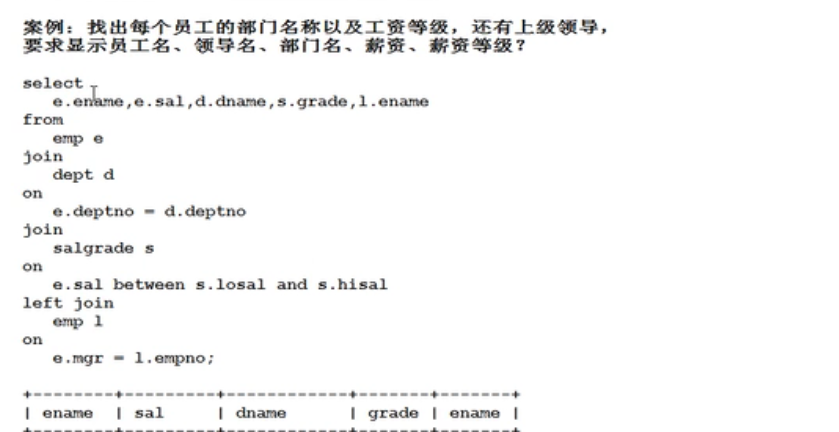 案例：找出每个员工的部门名称以及工资等级，还有上级领导，
要求显示员工名、领导名、部门名、薪资、薪资等级？
select
e.ename,e.sal,d.dname,s.grade,l.ename
from
emp e
join
dept d
on
e.deptno = d.deptno
join
salgrade s
on
e.sal between s.losal and s.hisal
left join
emp l
on
e.mgr = l.empno;
+--------+---------+------------+-------+-------+
| ename | sal | dname | grade | ename |
+--------+---------+------------+-------+-------+